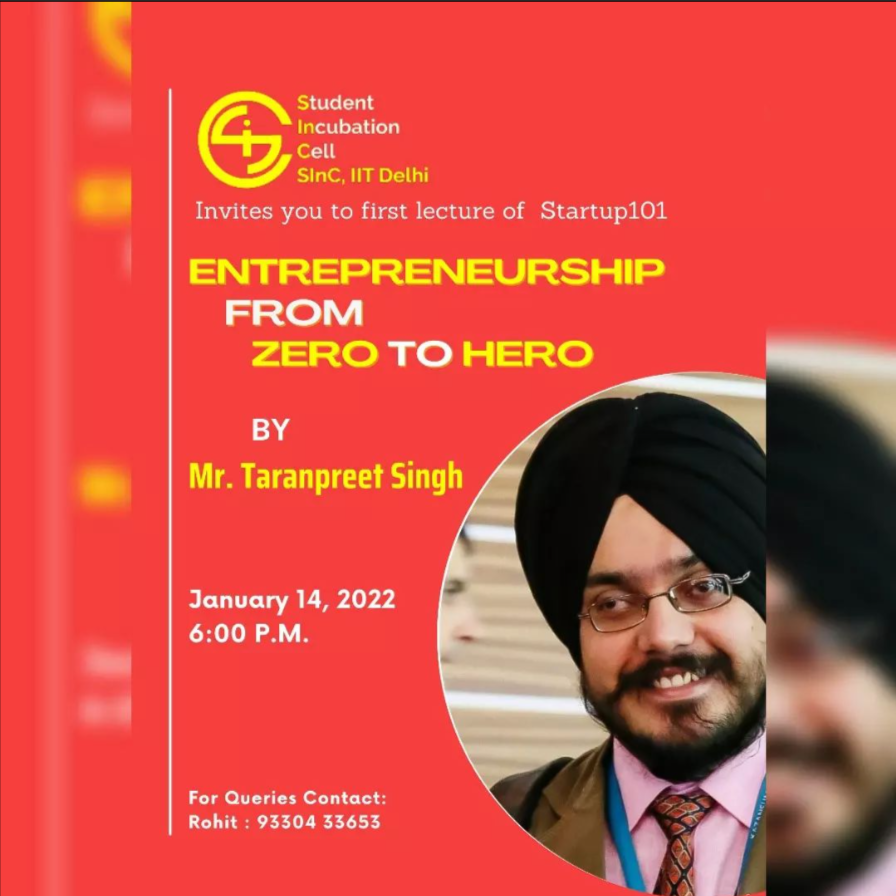 Student
Incubation
Cell
SInC, IIT Delhi
Invites you to first lecture of Startup101
ENTREPRENEURSHIP
FROM
ZERO TO HERO
BY
Mr. Taranpreet Singh
January 14, 2022
6:00 P.M.
For Queries Contact:
Rohit : 93304 33653